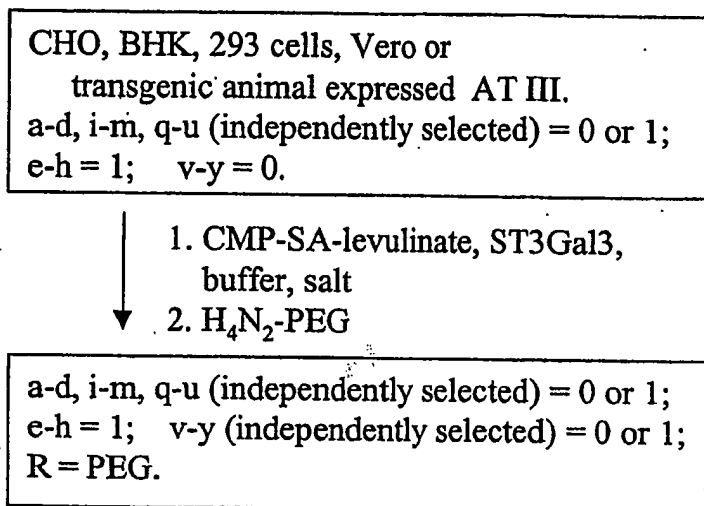 CHO, BHK, 293 cells, Vero or
transgenic animal expressed AT III.
a-d, i-m, q-u (independently selected) = 0 or 1;
e-h = 1; v-y = 0.
1. CMP-SA-levulinate, ST3Gal3,
buffer, salt
2. H₄N₂-PEG
a-d, i-m, q-u (independently selected) = 0 or 1;
e-h = 1; v-y (independently selected) = 0 or 1;
R = PEG.